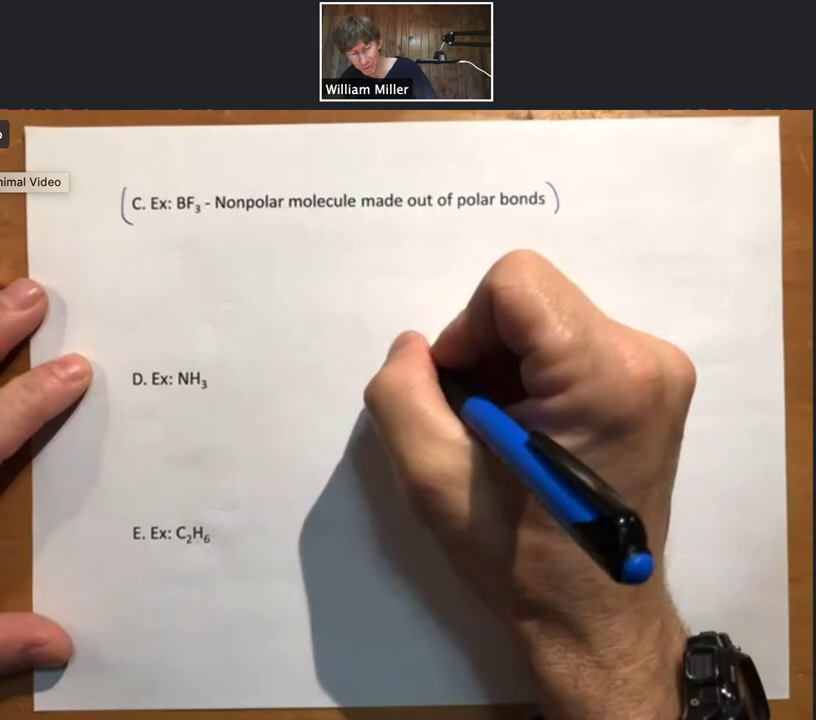 William Miller
nimal Video
(C. Ex: BF₃ - Nonpolar molecule made out of polar bonds)
D. Ex: NH₃
E. Ex: C₂H₆